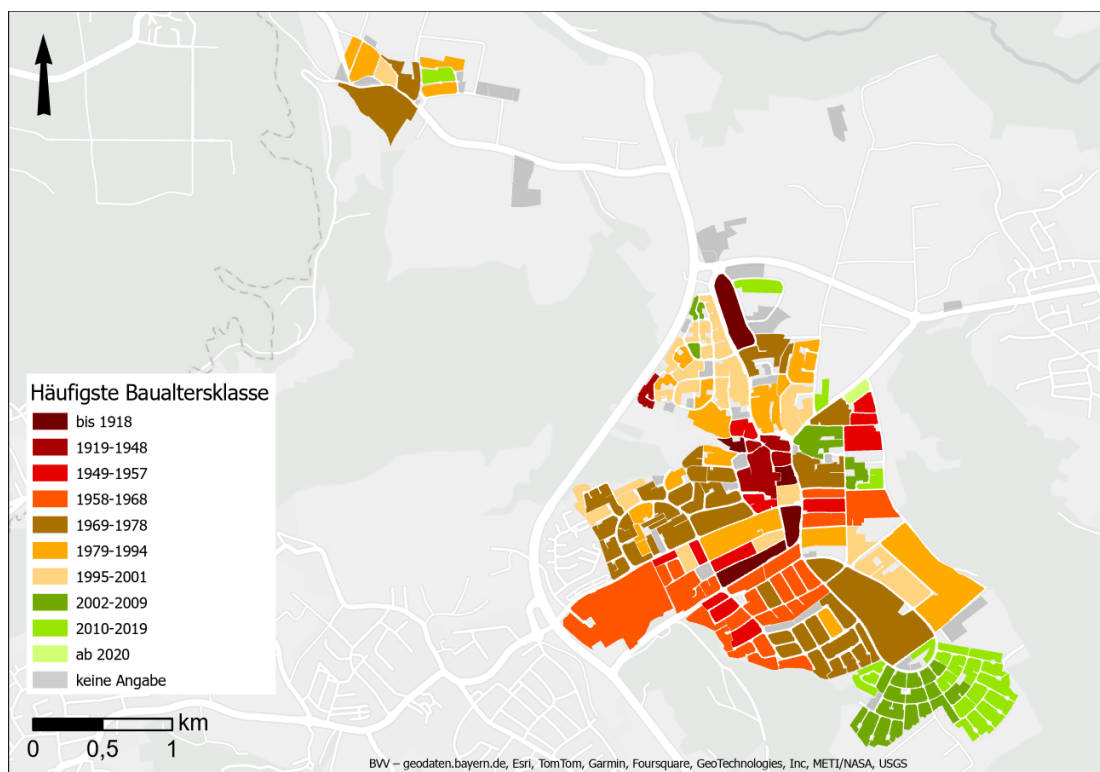 Häufigste Baualtersklasse
bis 1918
1919-1948
1949-1957
1958-1968
1969-1978
1979-1994
1995-2001
2002-2009
2010-2019
ab 2020
keine Angabe
km
0 0,5 1
BVV – geodaten.bayern.de, Esri, TomTom, Garmin, Foursquare, GeoTechnologies, Inc, METI/NASA, USGS